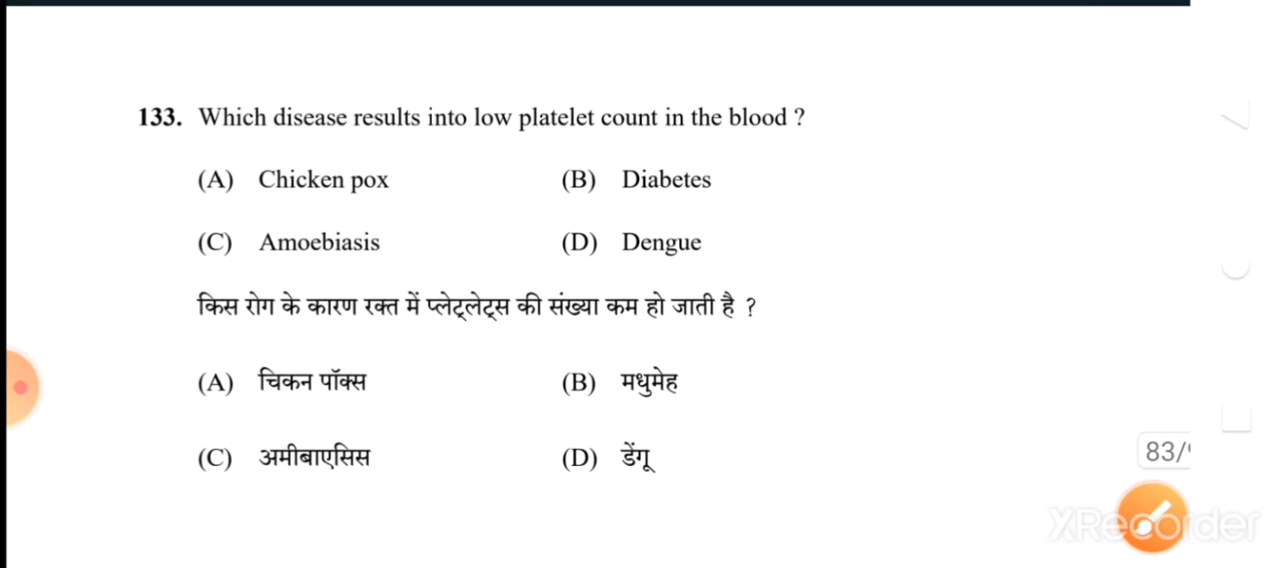 133. Which disease results into low platelet count in the blood ?
(A) Chicken pox (B) Diabetes
(C) Amoebiasis (D) Dengue
किस रोग के कारण रक्त में प्लेट्लेट्स की संख्या कम हो जाती है ?
(A) चिकन पॉक्स (B) मधुमेह
(C) अमीबाएसिस (D) डेंगू
83/
XRecorder